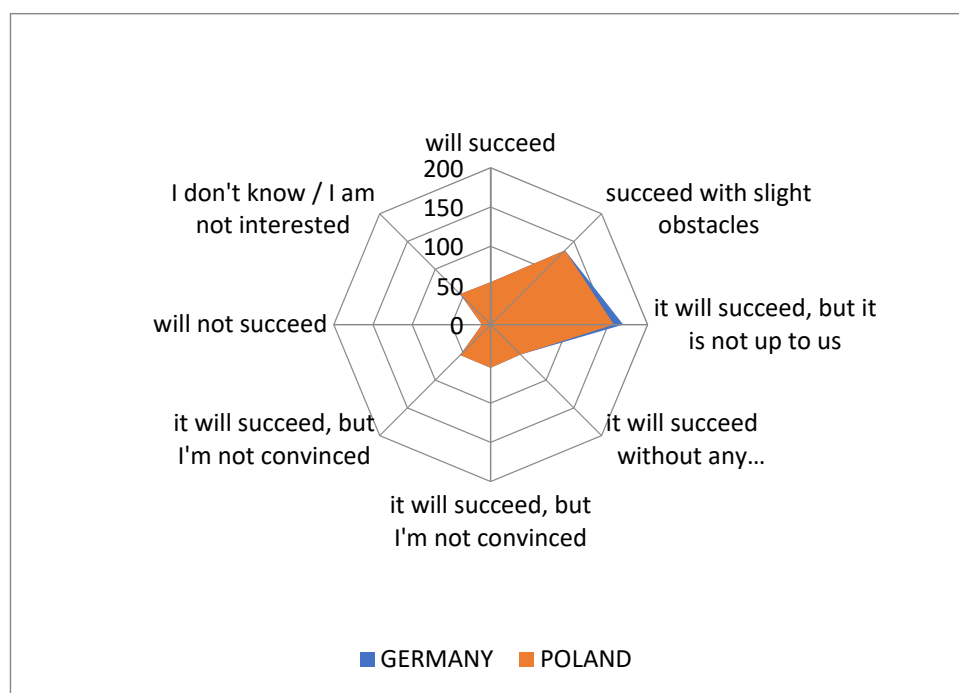 will succeed
200
150
100
50
0
succeed with slight
obstacles
it will succeed, but it
is not up to us
it will succeed
without any…
it will succeed, but
I'm not convinced
it will succeed, but
I'm not convinced
will not succeed
I don't know / I am
not interested
GERMANY
POLAND